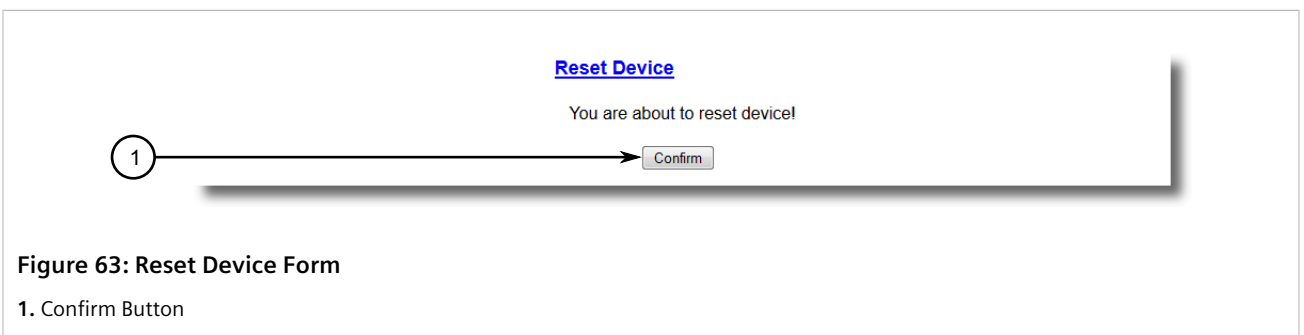 Reset Device
You are about to reset device!
1
Confirm
Figure 63: Reset Device Form
1. Confirm Button